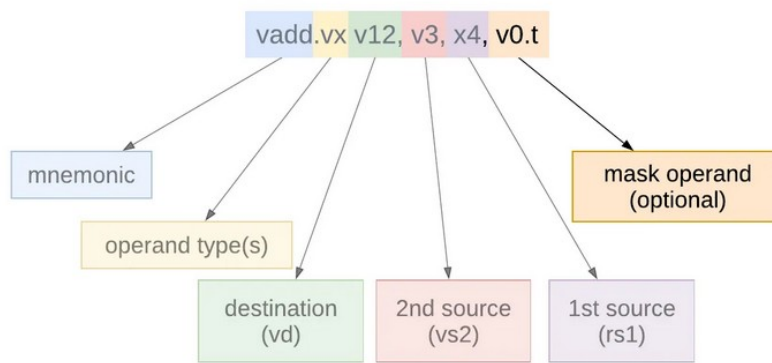 vadd.vx v12, v3, x4, v0.t
mnemonic
mask operand
(optional)
operand type(s)
destination
(vd)
2nd source
(vs2)
1st source
(rs1)